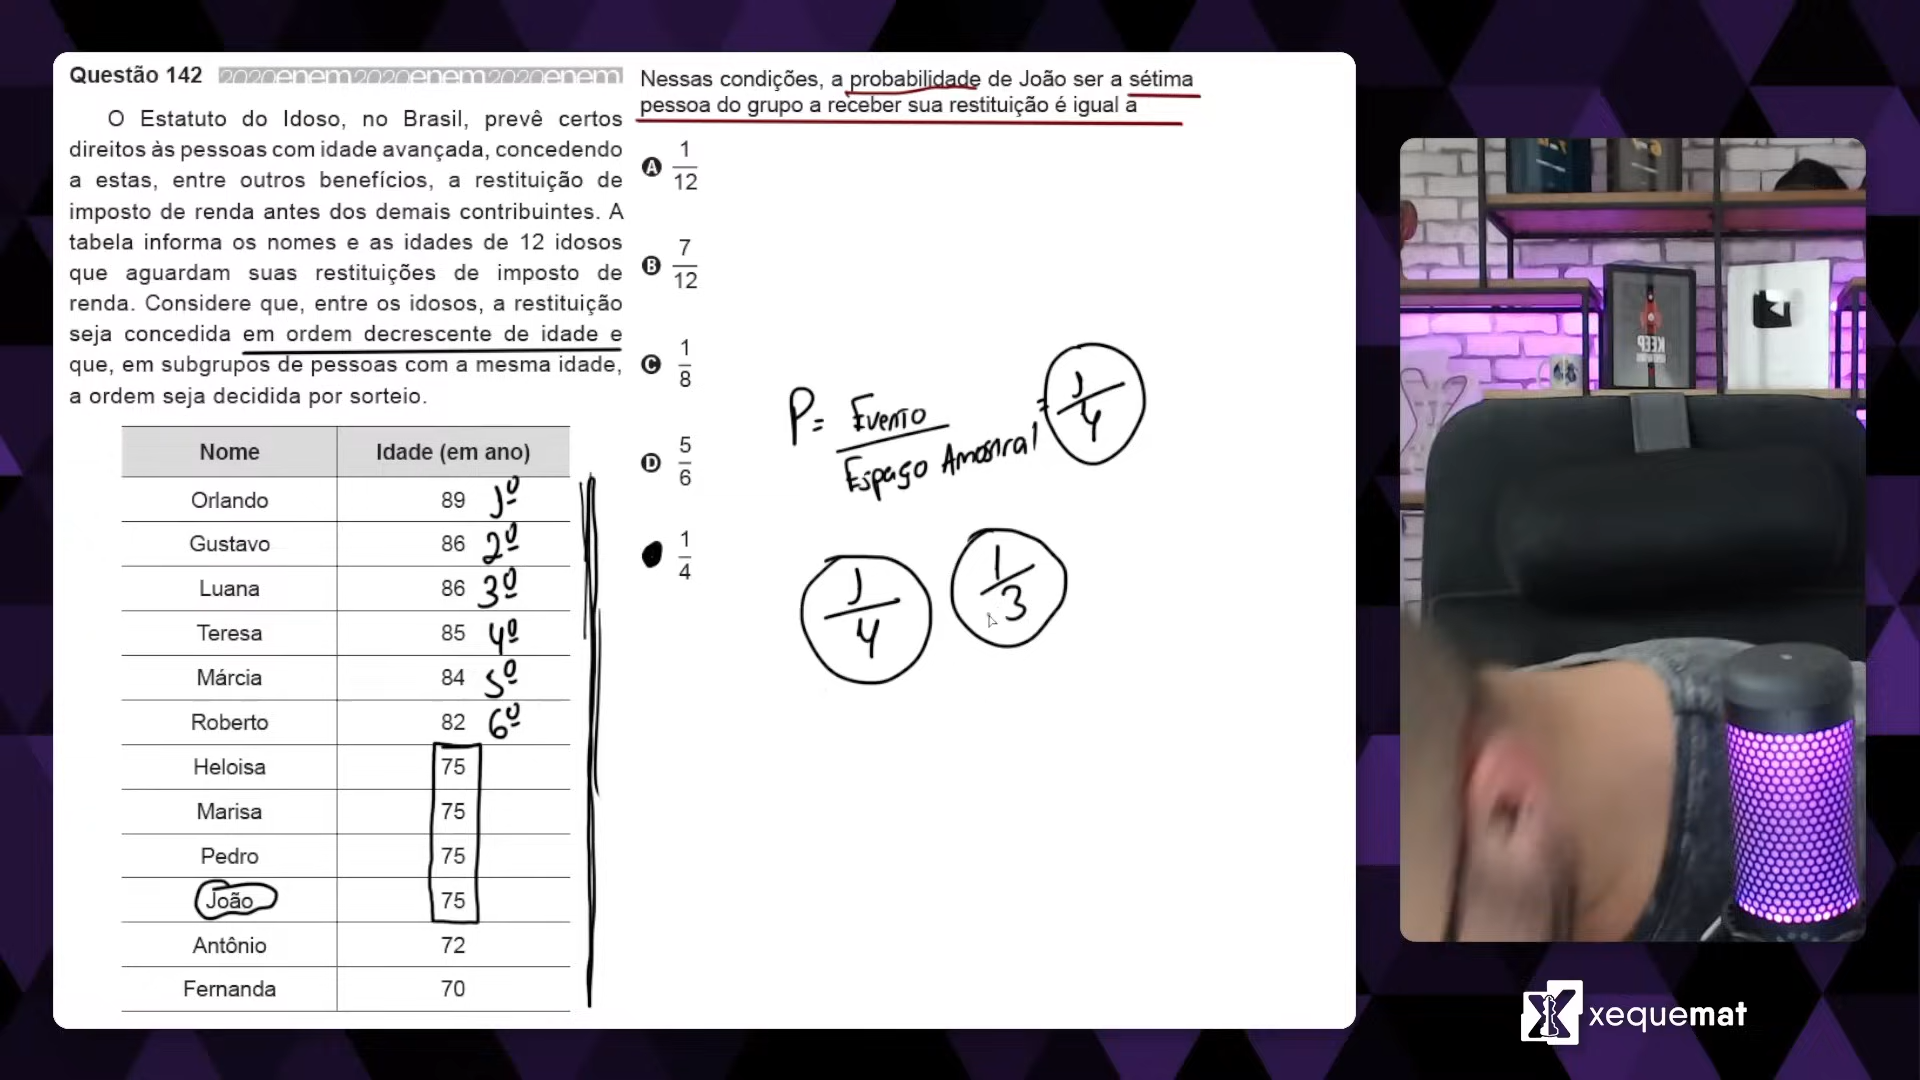 Questão 142 2020enem2020enem2020enem
O Estatuto do Idoso, no Brasil, prevê certos
direitos às pessoas com idade avançada, concedendo
a estas, entre outros benefícios, a restituição de
imposto de renda antes dos demais contribuintes. A
tabela informa os nomes e as idades de 12 idosos
que aguardam suas restituições de imposto de
renda. Considere que, entre os idosos, a restituição
seja concedida em ordem decrescente de idade e
que, em subgrupos de pessoas com a mesma idade,
a ordem seja decidida por sorteio.
Nome Idade (em ano)
Orlando 89 1º
Gustavo 86 2º
Luana 86 3º
Teresa 85 4º
Márcia 84 5º
Roberto 82 6º
Heloisa 75
Marisa 75
Pedro 75
João 75
Antônio 72
Fernanda 70
Nessas condições, a probabilidade de João ser a sétima
pessoa do grupo a receber sua restituição é igual a
A 1/12
B 7/12
C 1/8
D 5/6
1/4
P = Evento / Espaço Amostral = 1/4
1/4 1/3
KEEP
xequemat